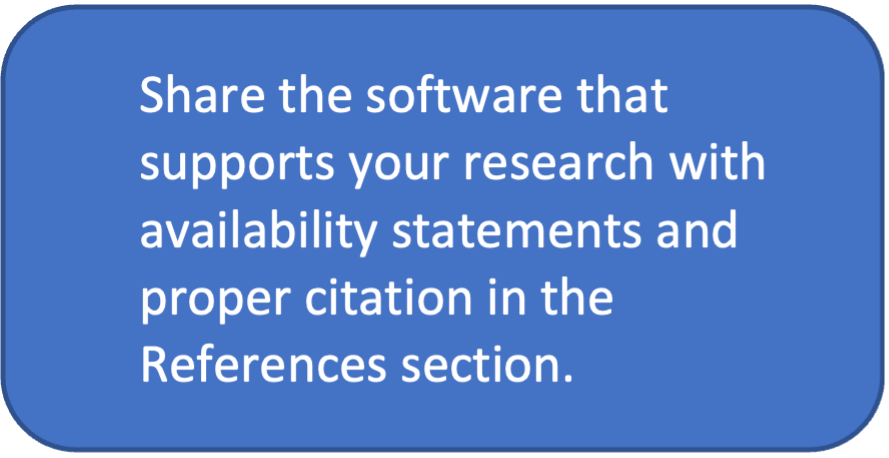 Share the software that
supports your research with
availability statements and
proper citation in the
References section.